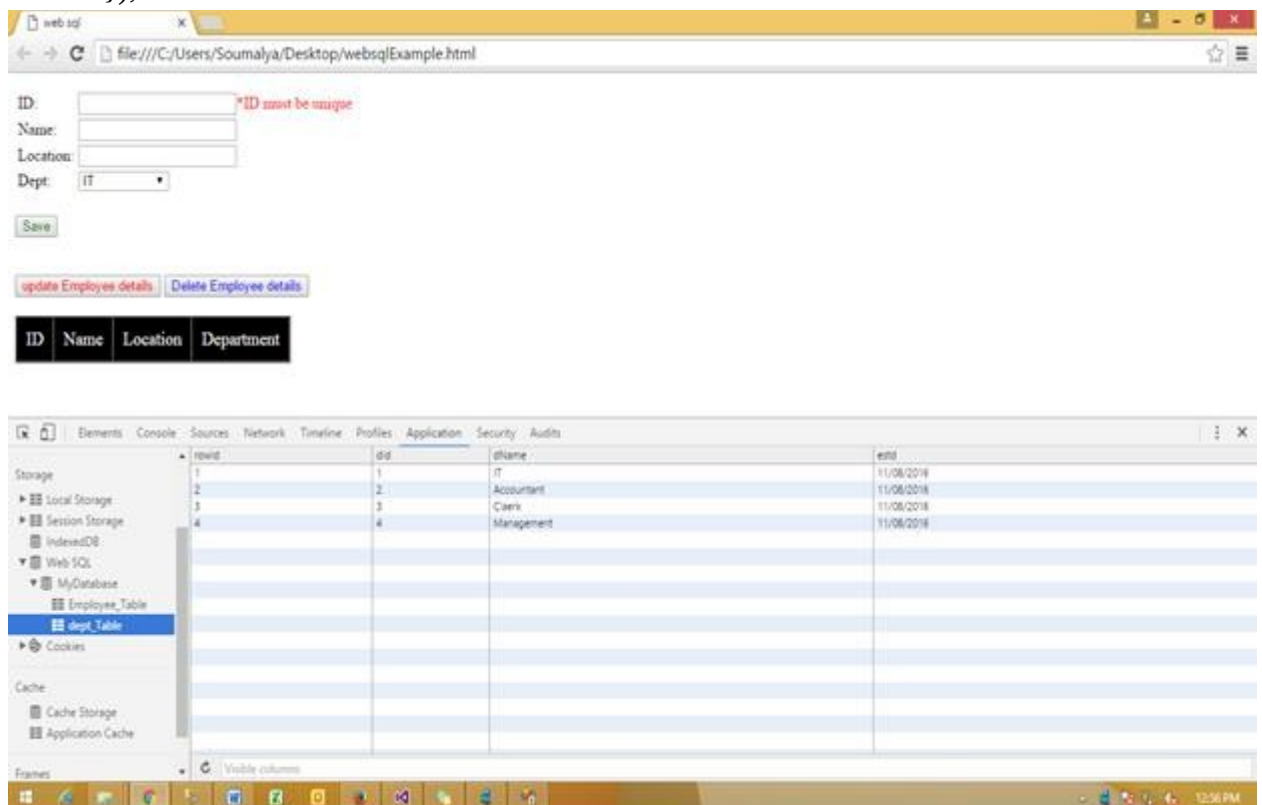 web sql
file:///C:/Users/Soumalya/Desktop/websqlExample.html
ID: *ID must be unique
Name:
Location:
Dept: IT
Save
update Employee details Delete Employee details
ID Name Location Department
Elements Console Sources Network Timeline Profiles Application Security Audits
rowid did dName estd
Storage
1 1 IT 11/08/2016
Local Storage
2 2 Accountant 11/08/2016
Session Storage
3 3 Claerk 11/08/2016
IndexedDB
4 4 Management 11/08/2016
Web SQL
MyDatabase
Employee_Table
dept_Table
Cookies
Cache
Cache Storage
Application Cache
Frames
Visible columns
12:56 PM